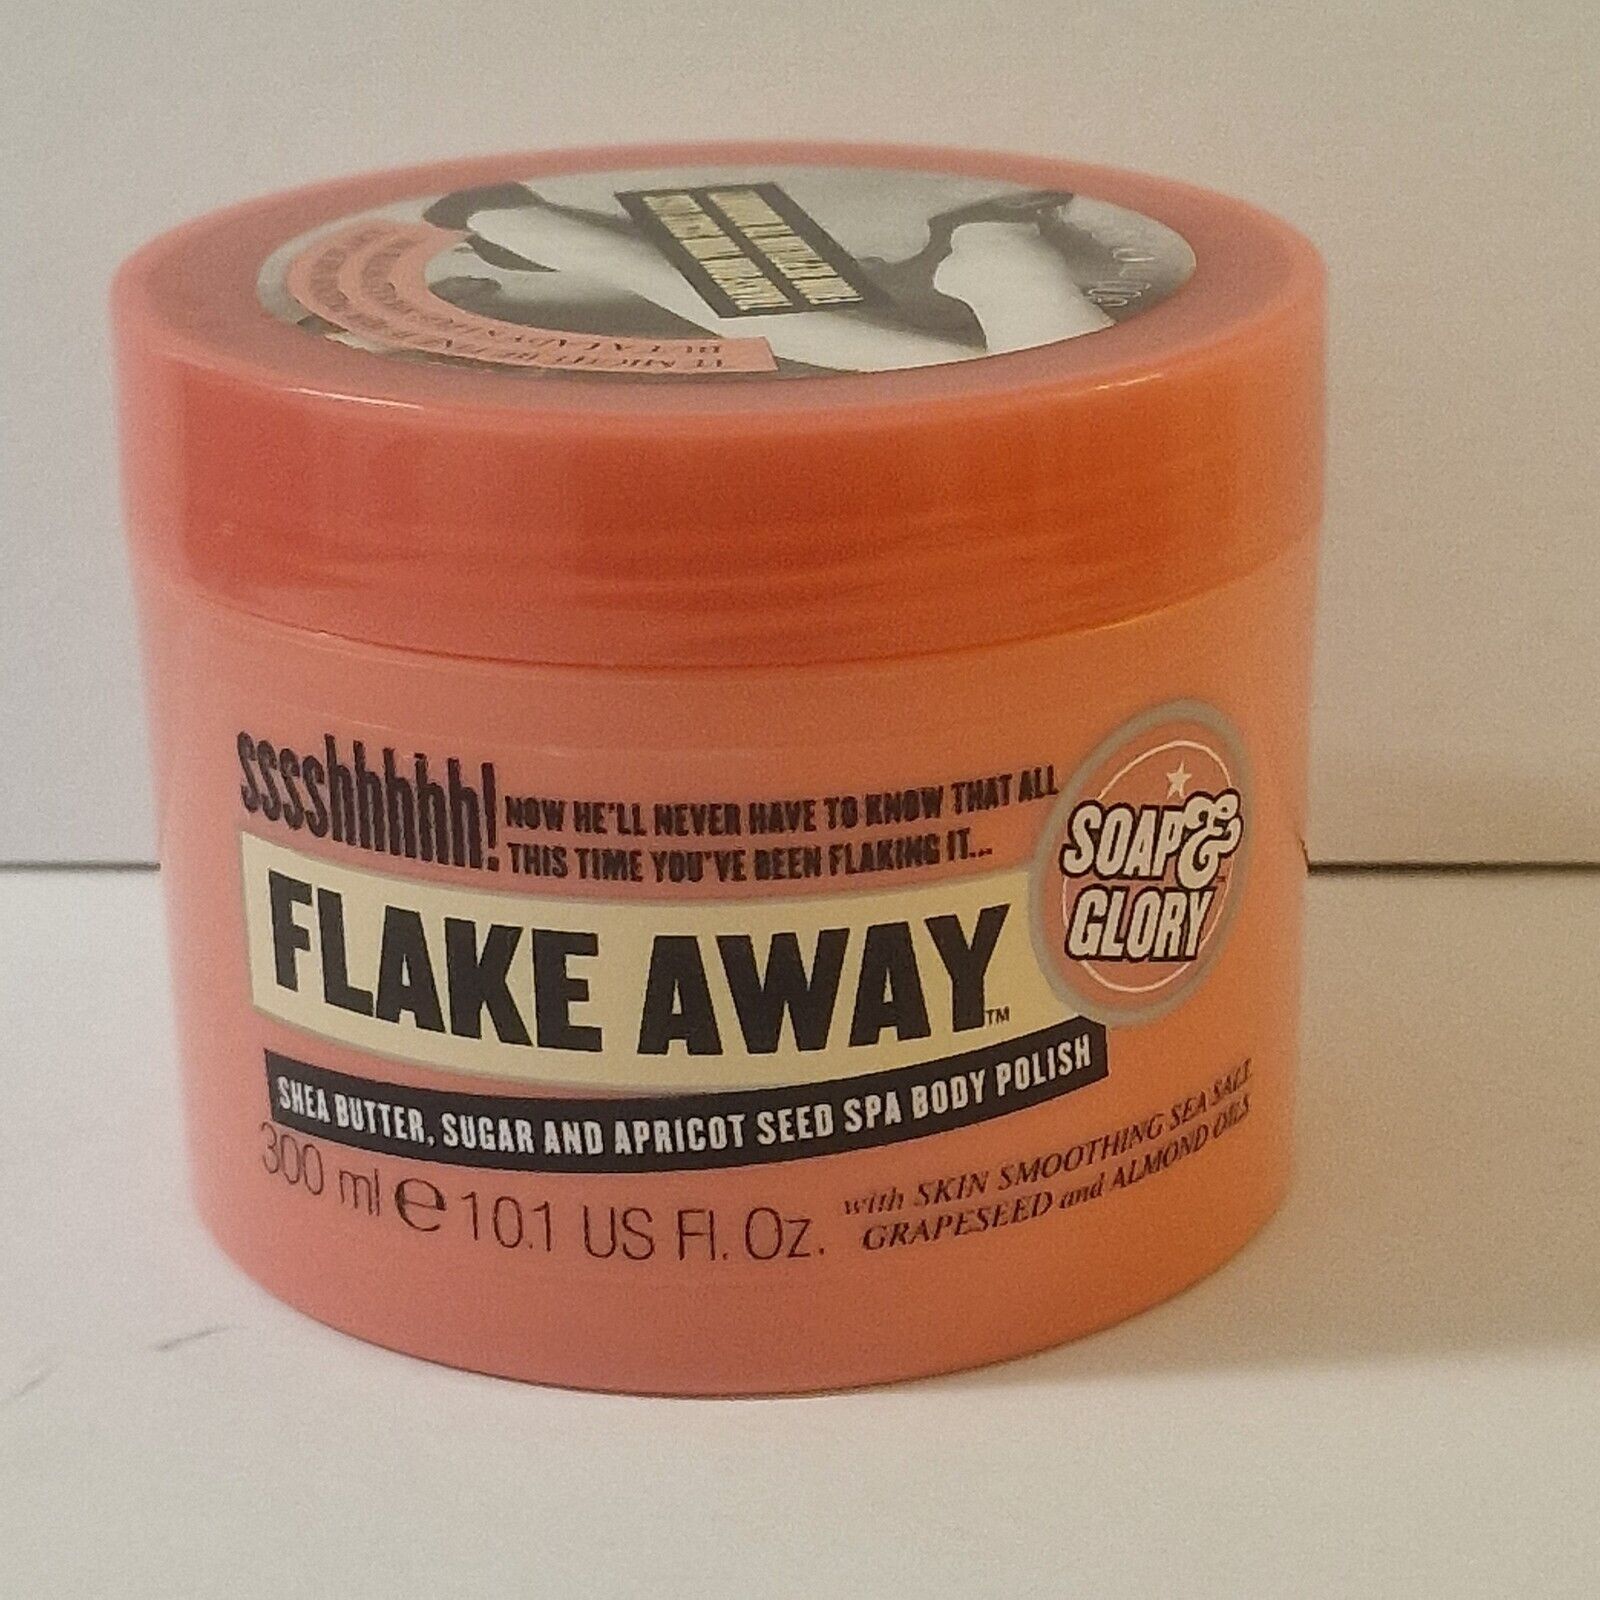 sssshhhhhh! NOW HE'LL NEVER HAVE TO KNOW THAT ALL
THIS TIME YOU'VE BEEN FLAKING IT...
FLAKE AWAY™
SOAP &
GLORY™
SHEA BUTTER, SUGAR AND APRICOT SEED SPA BODY POLISH
300 ml e 10.1 US Fl. Oz.
with SKIN SMOOTHING SEA SALT
GRAPESEED and ALMOND OILS